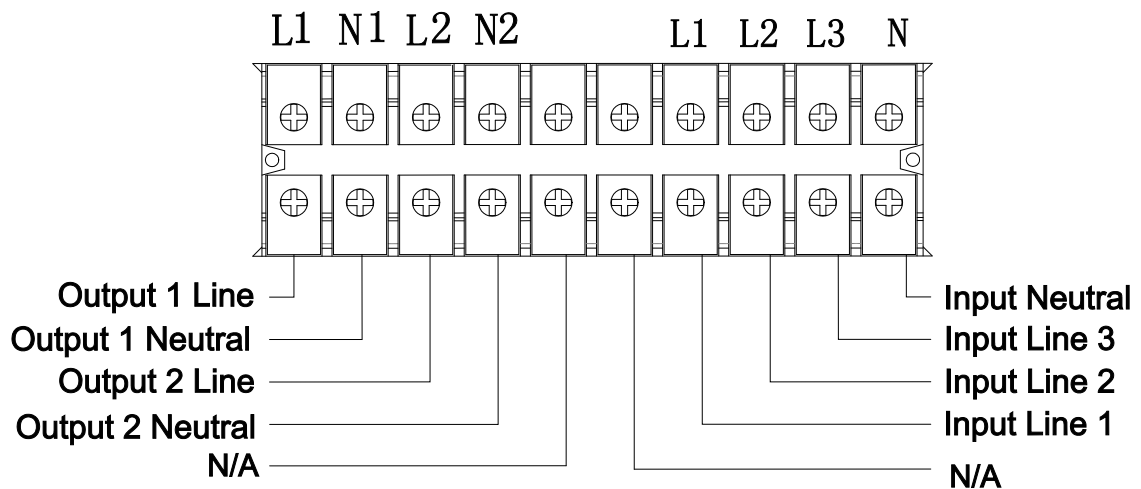 L1 N1 L2 N2 L1 L2 L3 N
Output 1 Line
Output 1 Neutral
Output 2 Line
Output 2 Neutral
N/A
Input Neutral
Input Line 3
Input Line 2
Input Line 1
N/A